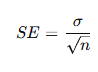 SE = σ/√n